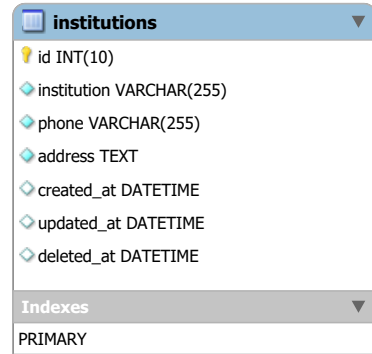 institutions
id INT(10)
institution VARCHAR(255)
phone VARCHAR(255)
address TEXT
created_at DATETIME
updated_at DATETIME
deleted_at DATETIME
Indexes
PRIMARY